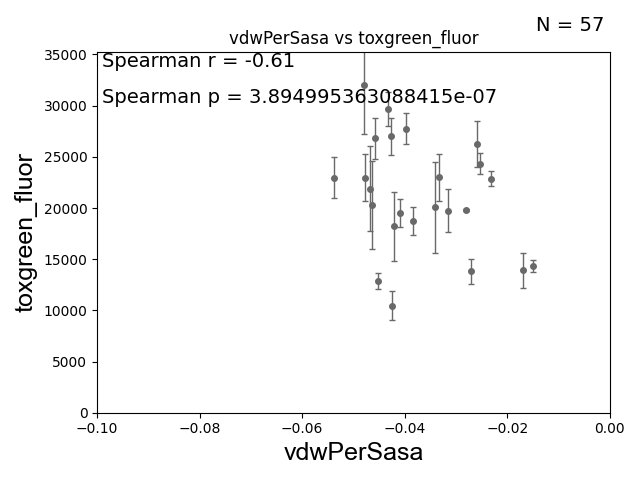 N = 57
vdwPerSasa vs toxgreen_fluor
Spearman r = -0.61
Spearman p = 3.894995363088415e-07
toxgreen_fluor
35000
30000
25000
20000
15000
10000
5000
0
−0.10 −0.08 −0.06 −0.04 −0.02 0.00
vdwPerSasa